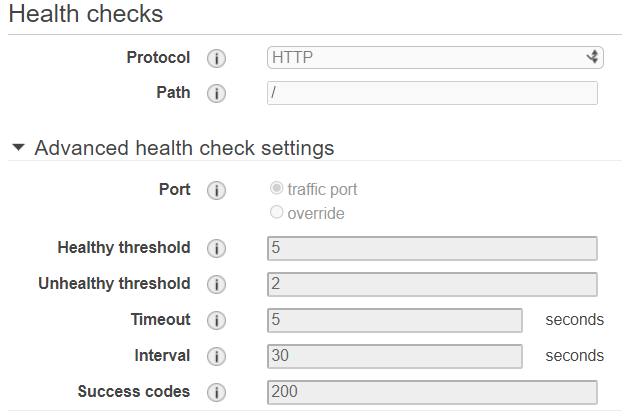 Health checks
Protocol i HTTP
Path i /
Advanced health check settings
Port i traffic port
override
Healthy threshold i 5
Unhealthy threshold i 2
Timeout i 5 seconds
Interval i 30 seconds
Success codes i 200